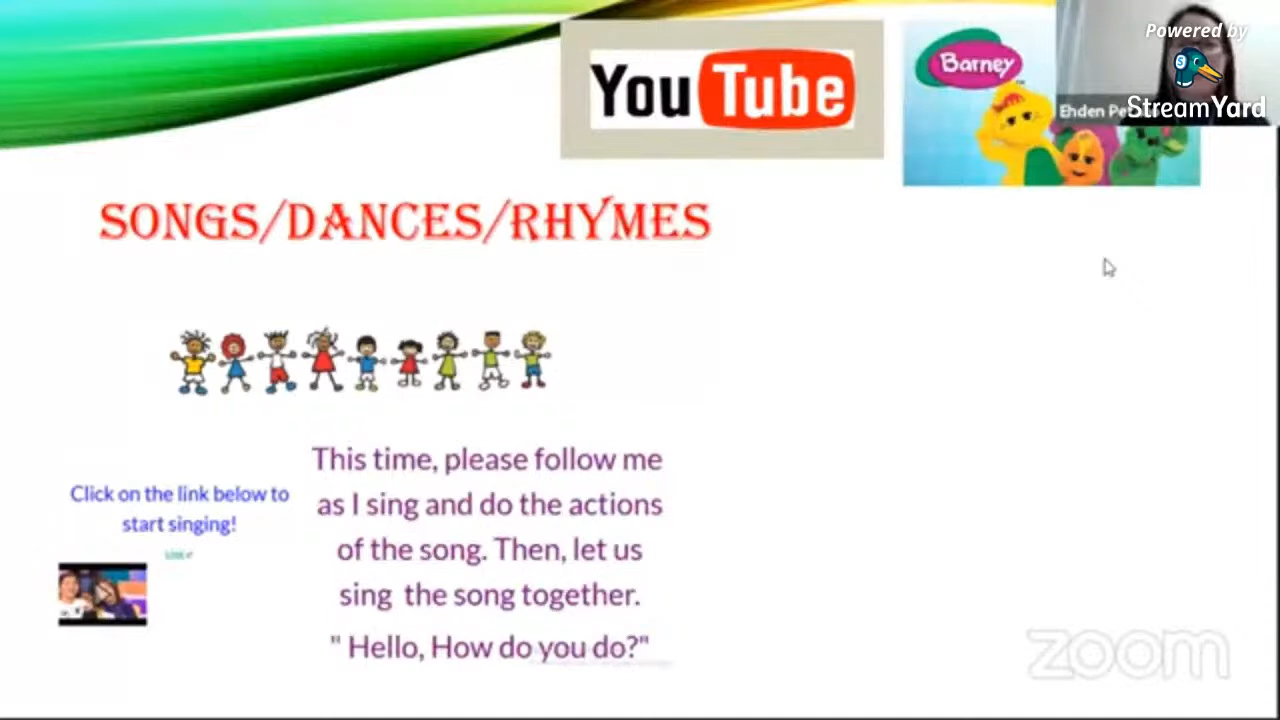 Powered by
StreamYard
YouTube
Barney
Ehden
SONGS/DANCES/RHYMES
This time, please follow me
as I sing and do the actions
of the song. Then, let us
sing the song together.
" Hello, How do you do?"
Click on the link below to
start singing!
zoom